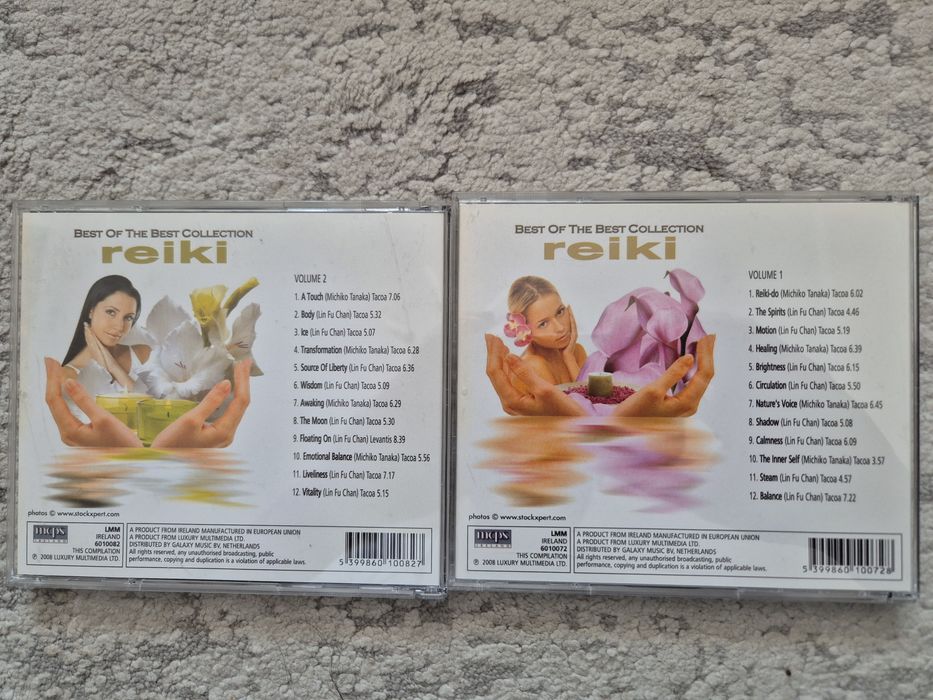 BEST OF THE BEST COLLECTION
reiki
VOLUME 2
1. A Touch (Michiko Tanaka) Tacoa 7.06
2. Body (Lin Fu Chan) Tacoa 5.32
3. Ice (Lin Fu Chan) Tacoa 5.07
4. Transformation (Michiko Tanaka) Tacoa 6.28
5. Source Of Liberty (Lin Fu Chan) Tacoa 6.36
6. Wisdom (Lin Fu Chan) Tacoa 5.09
7. Awaking (Michiko Tanaka) Tacoa 6.29
8. The Moon (Lin Fu Chan) Tacoa 5.30
9. Floating On (Lin Fu Chan) Levantis 8.39
10. Emotional Balance (Michiko Tanaka) Tacoa 5.56
11. Liveliness (Lin Fu Chan) Tacoa 7.17
12. Vitality (Lin Fu Chan) Tacoa 5.15
photos © www.stockxpert.com
mcps
IRELAND
LMM
IRELAND
6010082
THIS COMPILATION
℗ 2008 LUXURY MULTIMEDIA LTD.
A PRODUCT FROM IRELAND MANUFACTURED IN EUROPEAN UNION
A PRODUCT FROM LUXURY MULTIMEDIA LTD.
DISTRIBUTED BY GALAXY MUSIC BV, NETHERLANDS
All rights reserved, any unauthorised broadcasting, public
performance, copying and duplication is a violation of applicable laws.
5 399860 100827
BEST OF THE BEST COLLECTION
reiki
VOLUME 1
1. Reiki-do (Michiko Tanaka) Tacoa 6.02
2. The Spirits (Lin Fu Chan) Tacoa 4.46
3. Motion (Lin Fu Chan) Tacoa 5.19
4. Healing (Michiko Tanaka) Tacoa 6.39
5. Brightness (Lin Fu Chan) Tacoa 6.15
6. Circulation (Lin Fu Chan) Tacoa 5.50
7. Nature's Voice (Michiko Tanaka) Tacoa 6.45
8. Shadow (Lin Fu Chan) Tacoa 5.08
9. Calmness (Lin Fu Chan) Tacoa 6.09
10. The Inner Self (Michiko Tanaka) Tacoa 3.57
11. Steam (Lin Fu Chan) Tacoa 4.57
12. Balance (Lin Fu Chan) Tacoa 7.22
photos © www.stockxpert.com
mcps
IRELAND
LMM
IRELAND
6010072
THIS COMPILATION
℗ 2008 LUXURY MULTIMEDIA LTD.
A PRODUCT FROM IRELAND MANUFACTURED IN EUROPEAN UNION
A PRODUCT FROM LUXURY MULTIMEDIA LTD.
DISTRIBUTED BY GALAXY MUSIC BV, NETHERLANDS
All rights reserved, any unauthorised broadcasting, public
performance, copying and duplication is a violation of applicable laws.
5 399860 100728